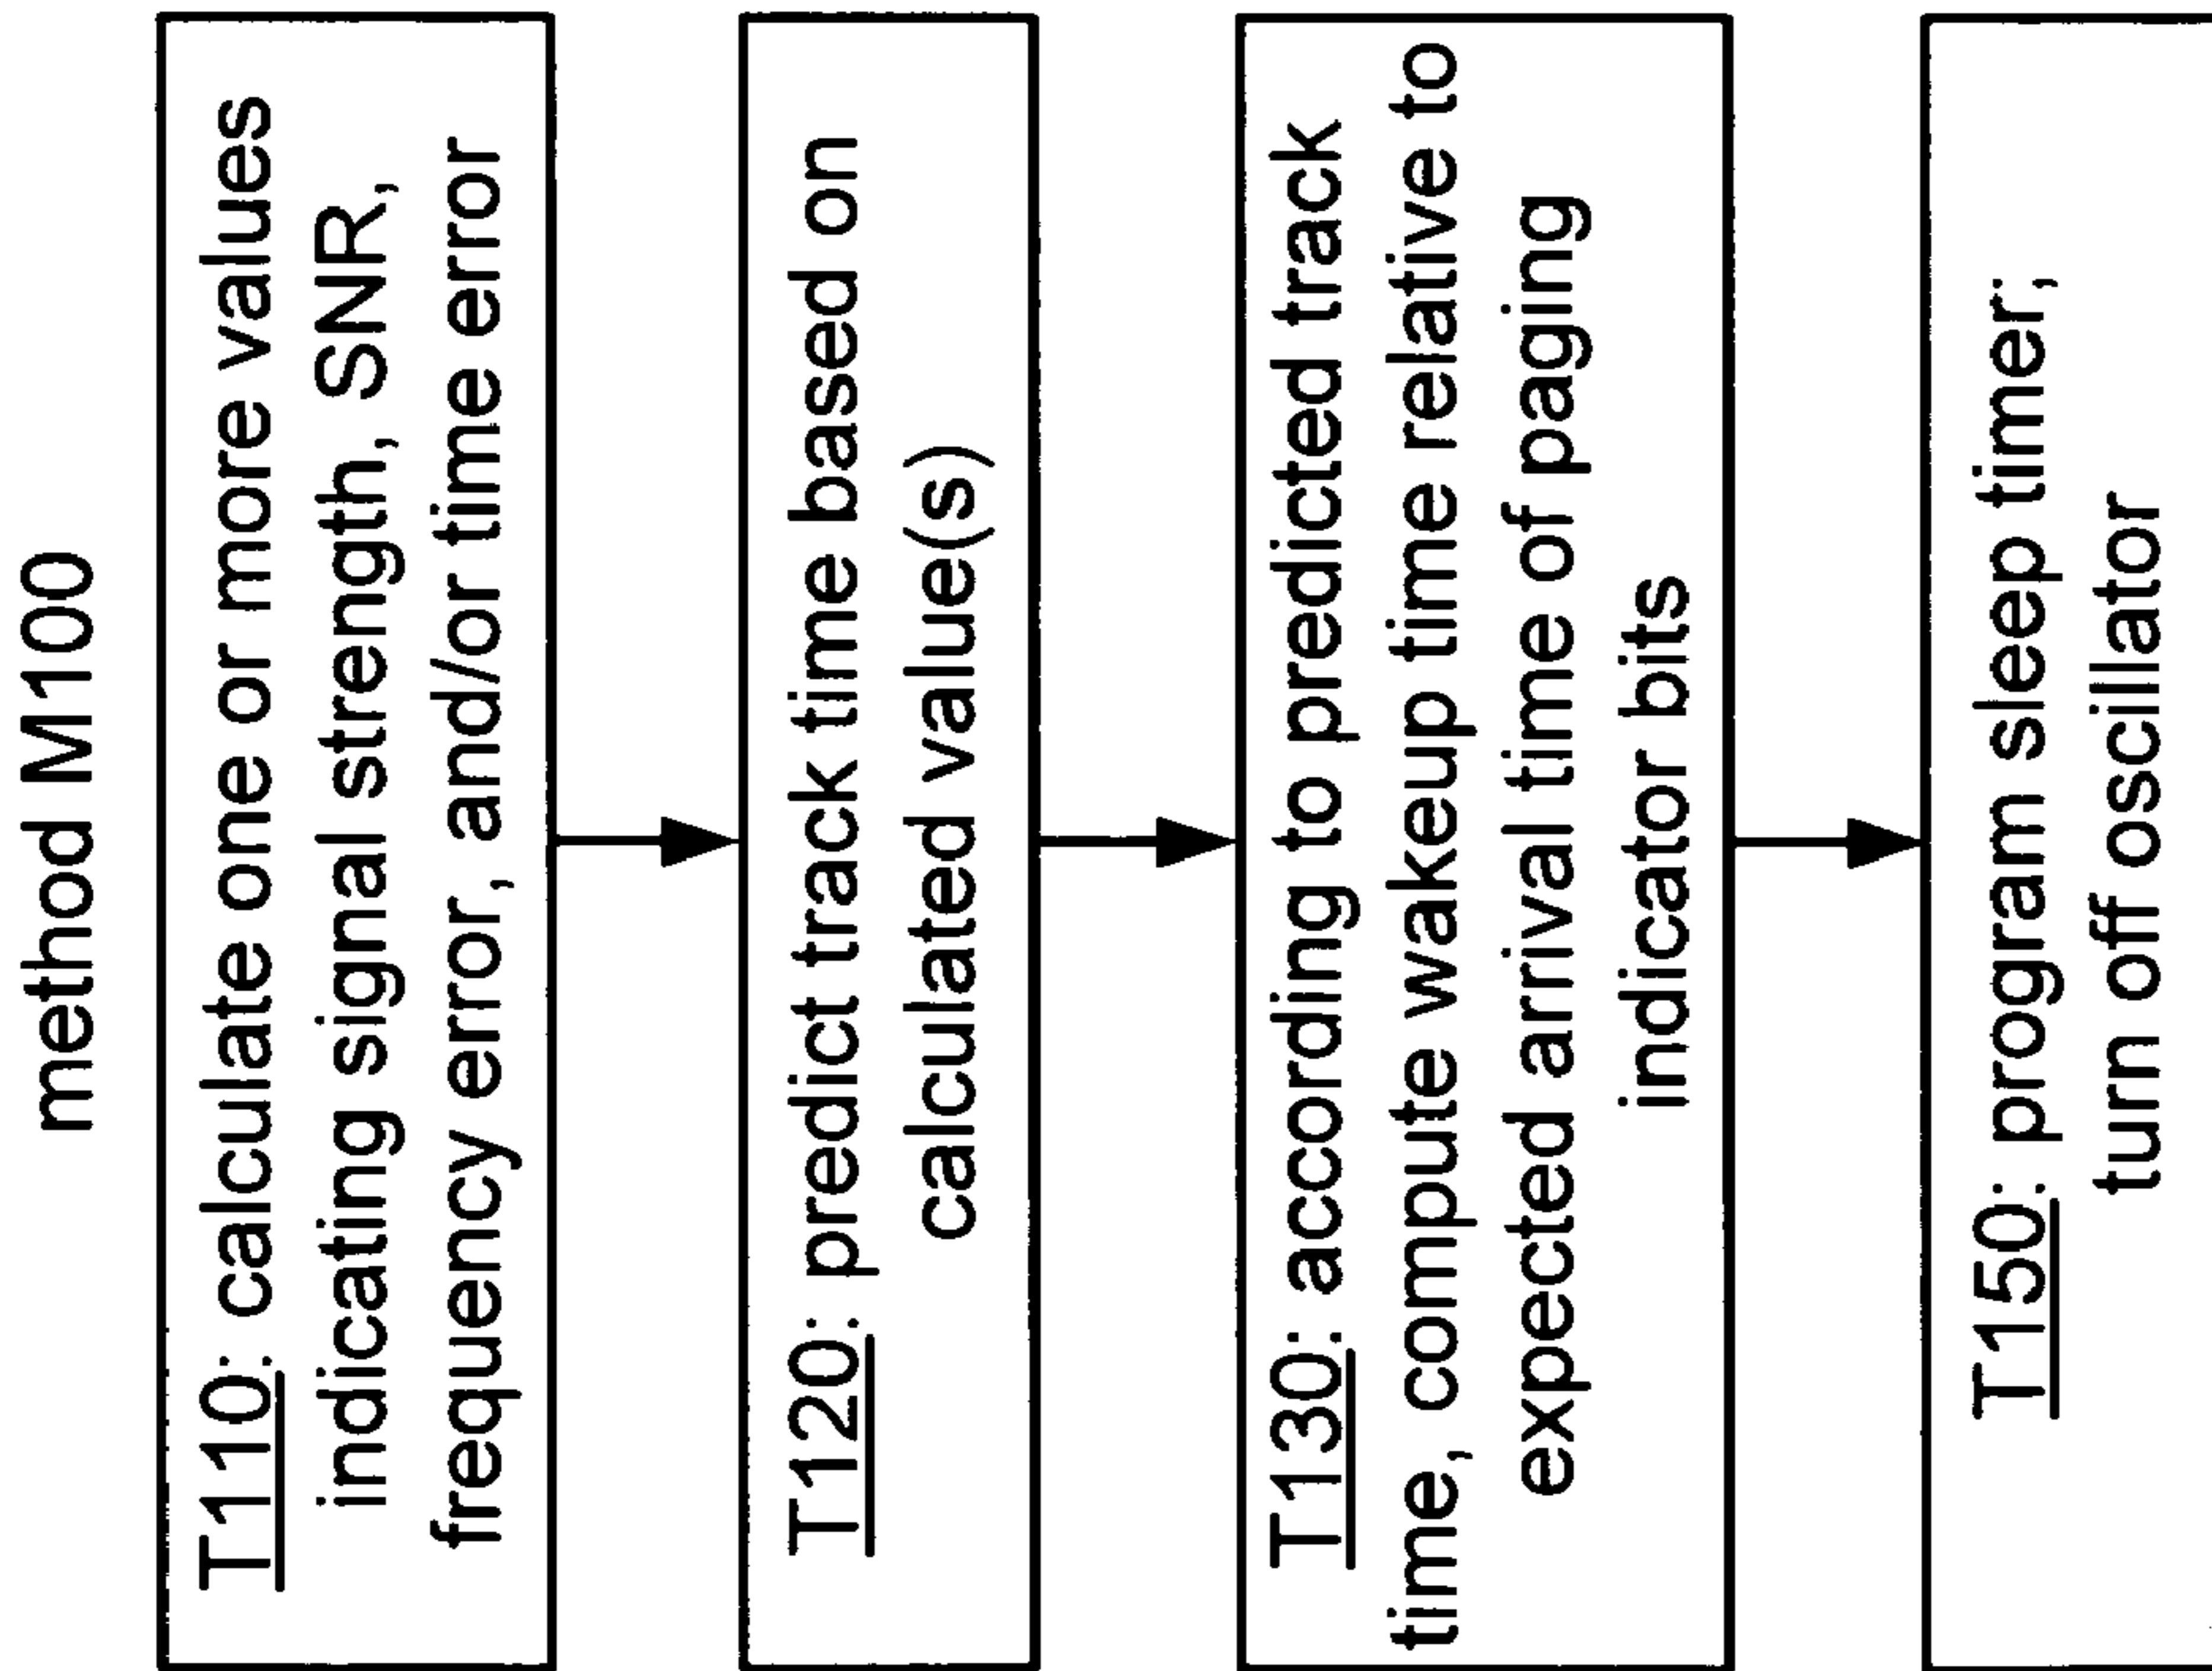 method M100
T110: calculate one or more values
indicating signal strength, SNR,
frequency error, and/or time error
T120: predict track time based on
calculated value(s)
T130: according to predicted track
time, compute wakeup time relative to
expected arrival time of paging
indicator bits
T150: program sleep timer;
turn off oscillator